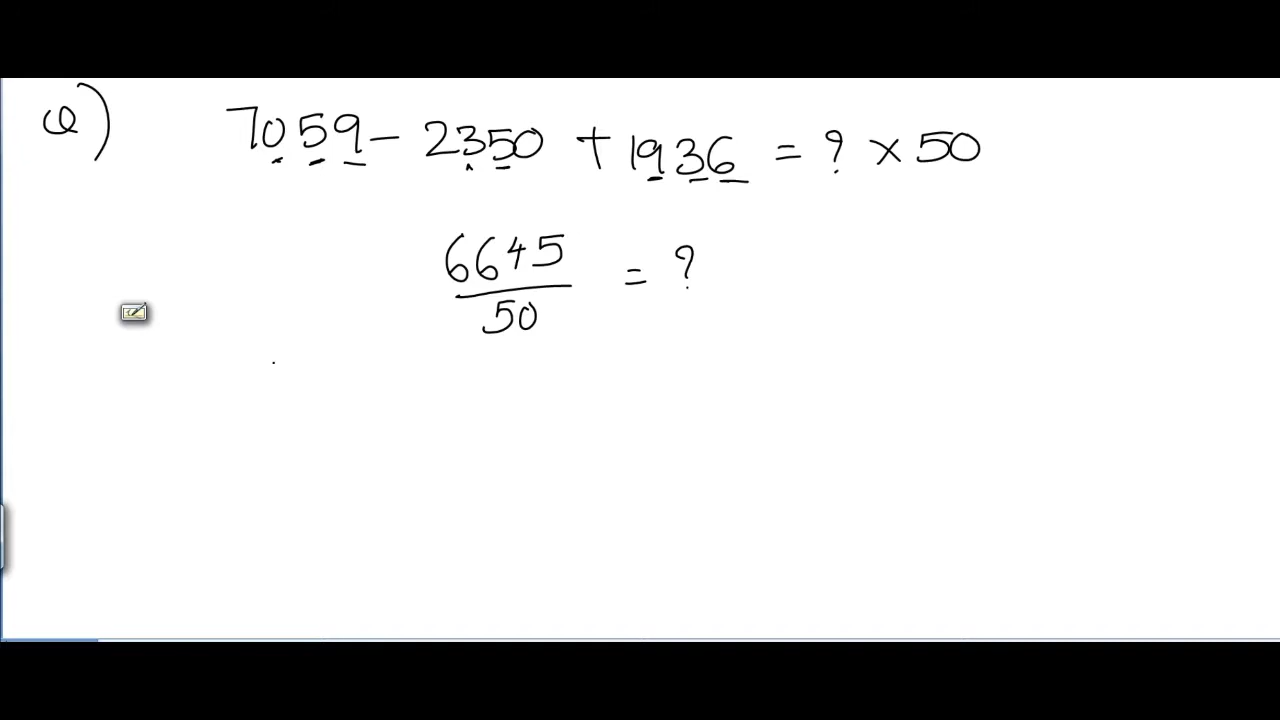 Q) 7059 - 2350 + 1936 = ? × 50
6645
50
= ?